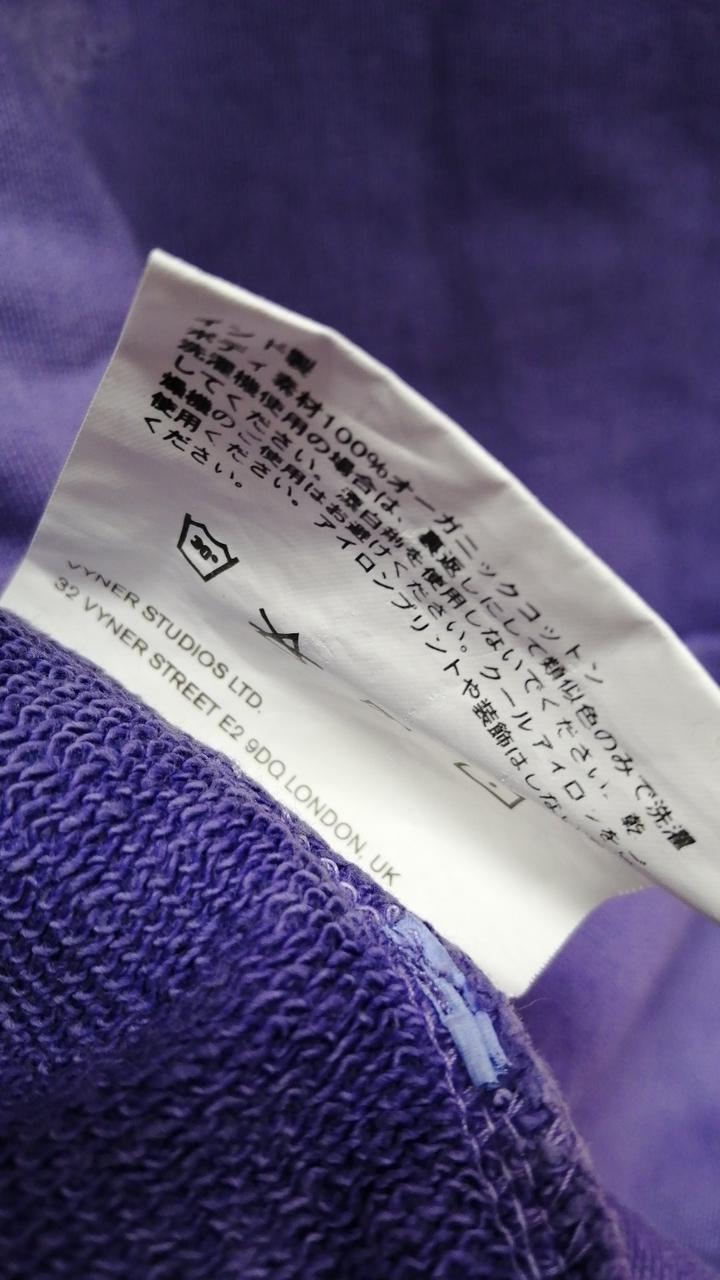 インド製
ボディ素材100%オーガニックコットン
洗濯機使用の場合は、裏返しにして類似色のみで洗濯
してください。漂白剤を使用しないでください。乾
燥機のご使用はお避けください。クールアイロンをご
使用ください。アイロンプリントや装飾はしない
ください。
30°
VYNER STUDIOS LTD.
32 VYNER STREET E2 9DQ LONDON, UK